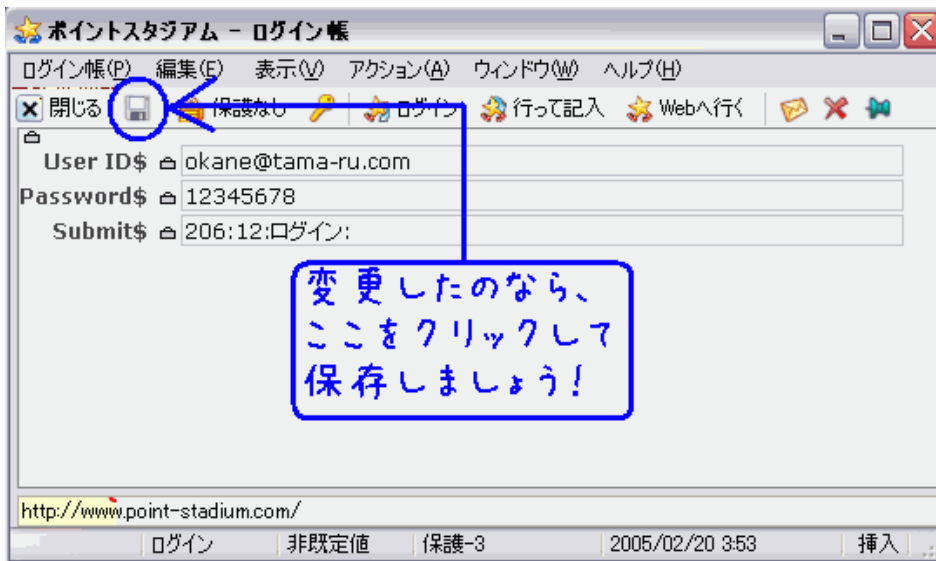 ポイントスタジアム - ログイン帳
ログイン帳(P) 編集(E) 表示(V) アクション(A) ウィンドウ(W) ヘルプ(H)
閉じる 保護なし ログイン 行って記入 Webへ行く
User ID$ okane@tama-ru.com
Password$ 12345678
Submit$ 206:12:ログイン:
変更したのなら、
ここをクリックして
保存しましょう!
http://www.point-stadium.com/
ログイン 非既定値 保護-3 2005/02/20 3:53 挿入